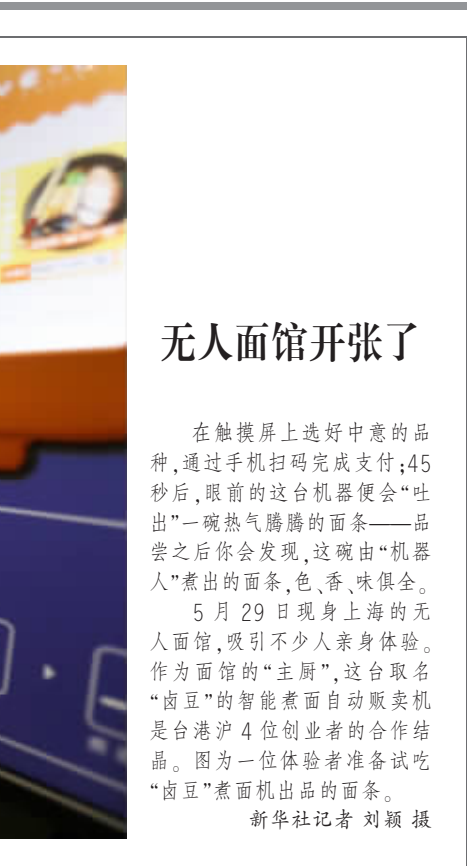 无人面馆开张了
在触摸屏上选好中意的品
种,通过手机扫码完成支付;45
秒后,眼前的这台机器便会“吐
出”一碗热气腾腾的面条——品
尝之后你会发现,这碗由“机器
人”煮出的面条,色、香、味俱全。
5 月 29 日现身上海的无
人面馆,吸引不少人亲身体验。
作为面馆的“主厨”,这台取名
“卤豆”的智能煮面自动贩卖机
是台港沪 4 位创业者的合作结
晶。图为一位体验者准备试吃
“卤豆”煮面机出品的面条。
新华社记者 刘颖 摄